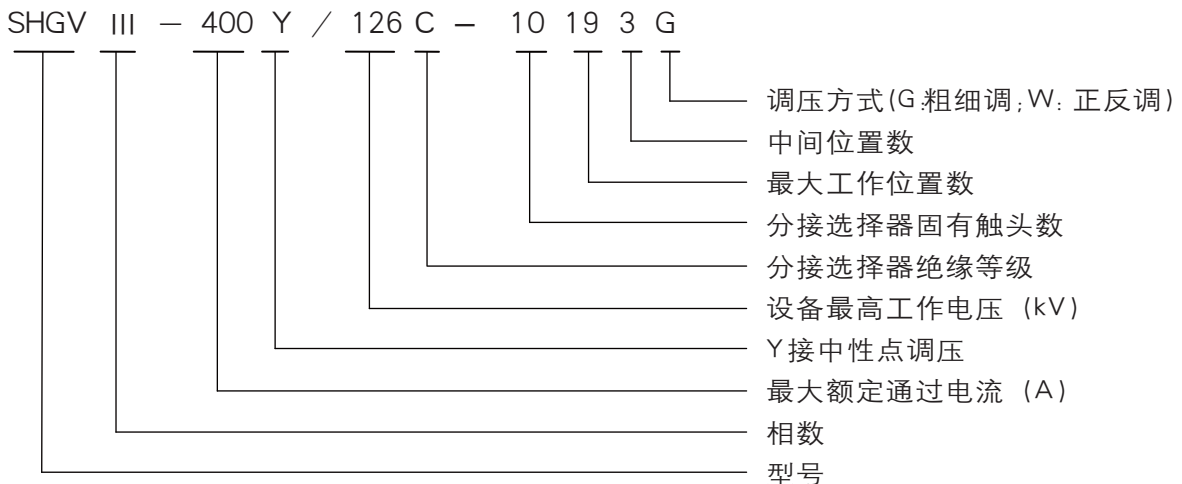 SHGV III — 400 Y / 126 C — 10 19 3 G
调压方式(G:粗细调;W: 正反调)
中间位置数
最大工作位置数
分接选择器固有触头数
分接选择器绝缘等级
设备最高工作电压 (kV)
Y接中性点调压
最大额定通过电流 (A)
相数
型号